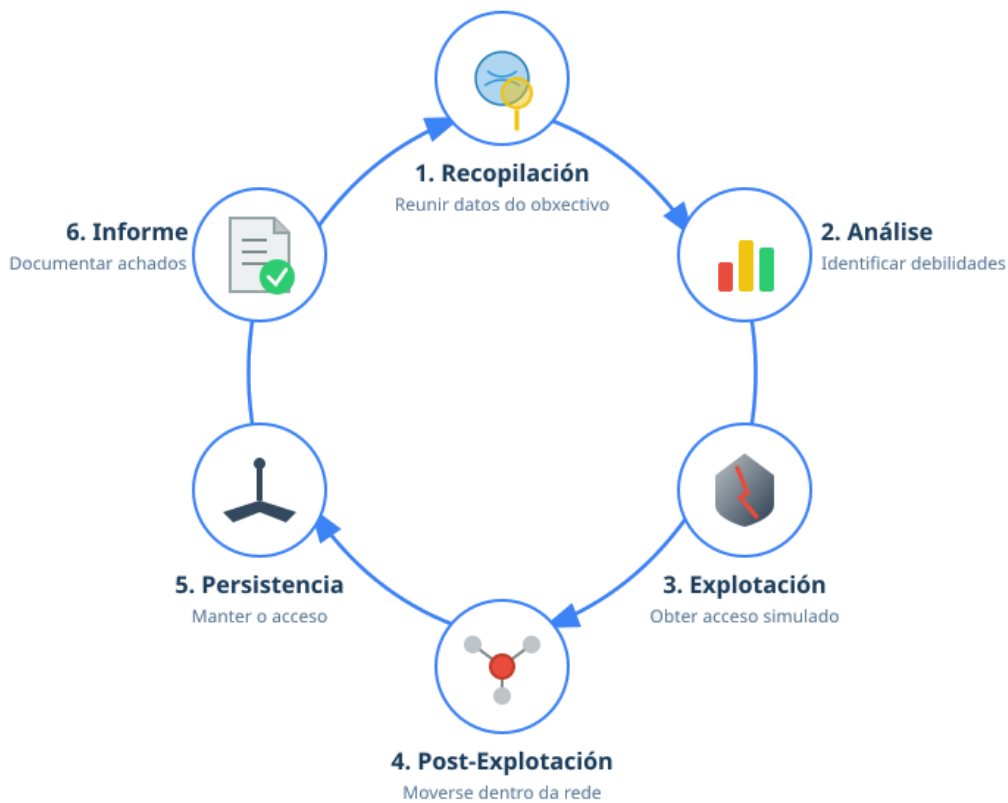 1. Recopilación
Reunir datos do obxectivo
2. Análise
Identificar debilidades
3. Explotación
Obter acceso simulado
4. Post-Explotación
Moverse dentro da rede
5. Persistencia
Manter o acceso
6. Informe
Documentar achados